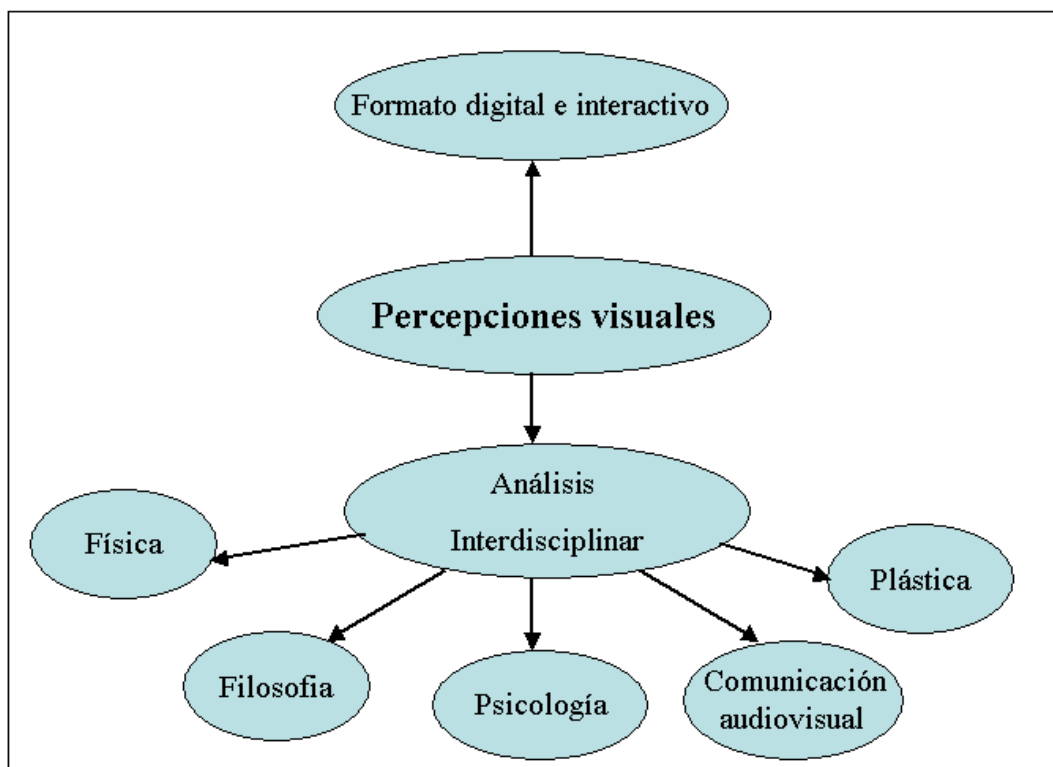 Formato digital e interactivo
Percepciones visuales
Análisis
Interdisciplinar
Física
Plástica
Filosofia
Psicología
Comunicación
audiovisual